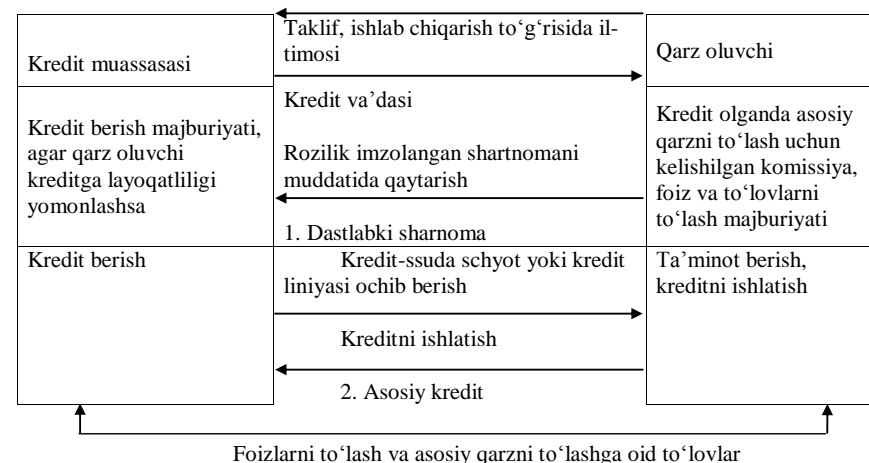 Taklif, ishlab chiqarish to‘g‘risida il-
timosi
Kredit muassasasi
Qarz oluvchi
Kredit va’dasi
Kredit berish majburiyati,
agar qarz oluvchi
kreditga layoqatliligi
yomonlashsa
Rozilik imzolangan shartnomani
muddatida qaytarish
Kredit olganda asosiy
qarzni to‘lash uchun
kelishilgan komissiya,
foiz va to‘lovlarni
to‘lash majburiyati
1. Dastlabki sharnoma
Kredit berish
Kredit-ssuda schyot yoki kredit
liniyasi ochib berish
Ta’minot berish,
kreditni ishlatish
Kreditni ishlatish
2. Asosiy kredit
Foizlarni to‘lash va asosiy qarzni to‘lashga oid to‘lovlar